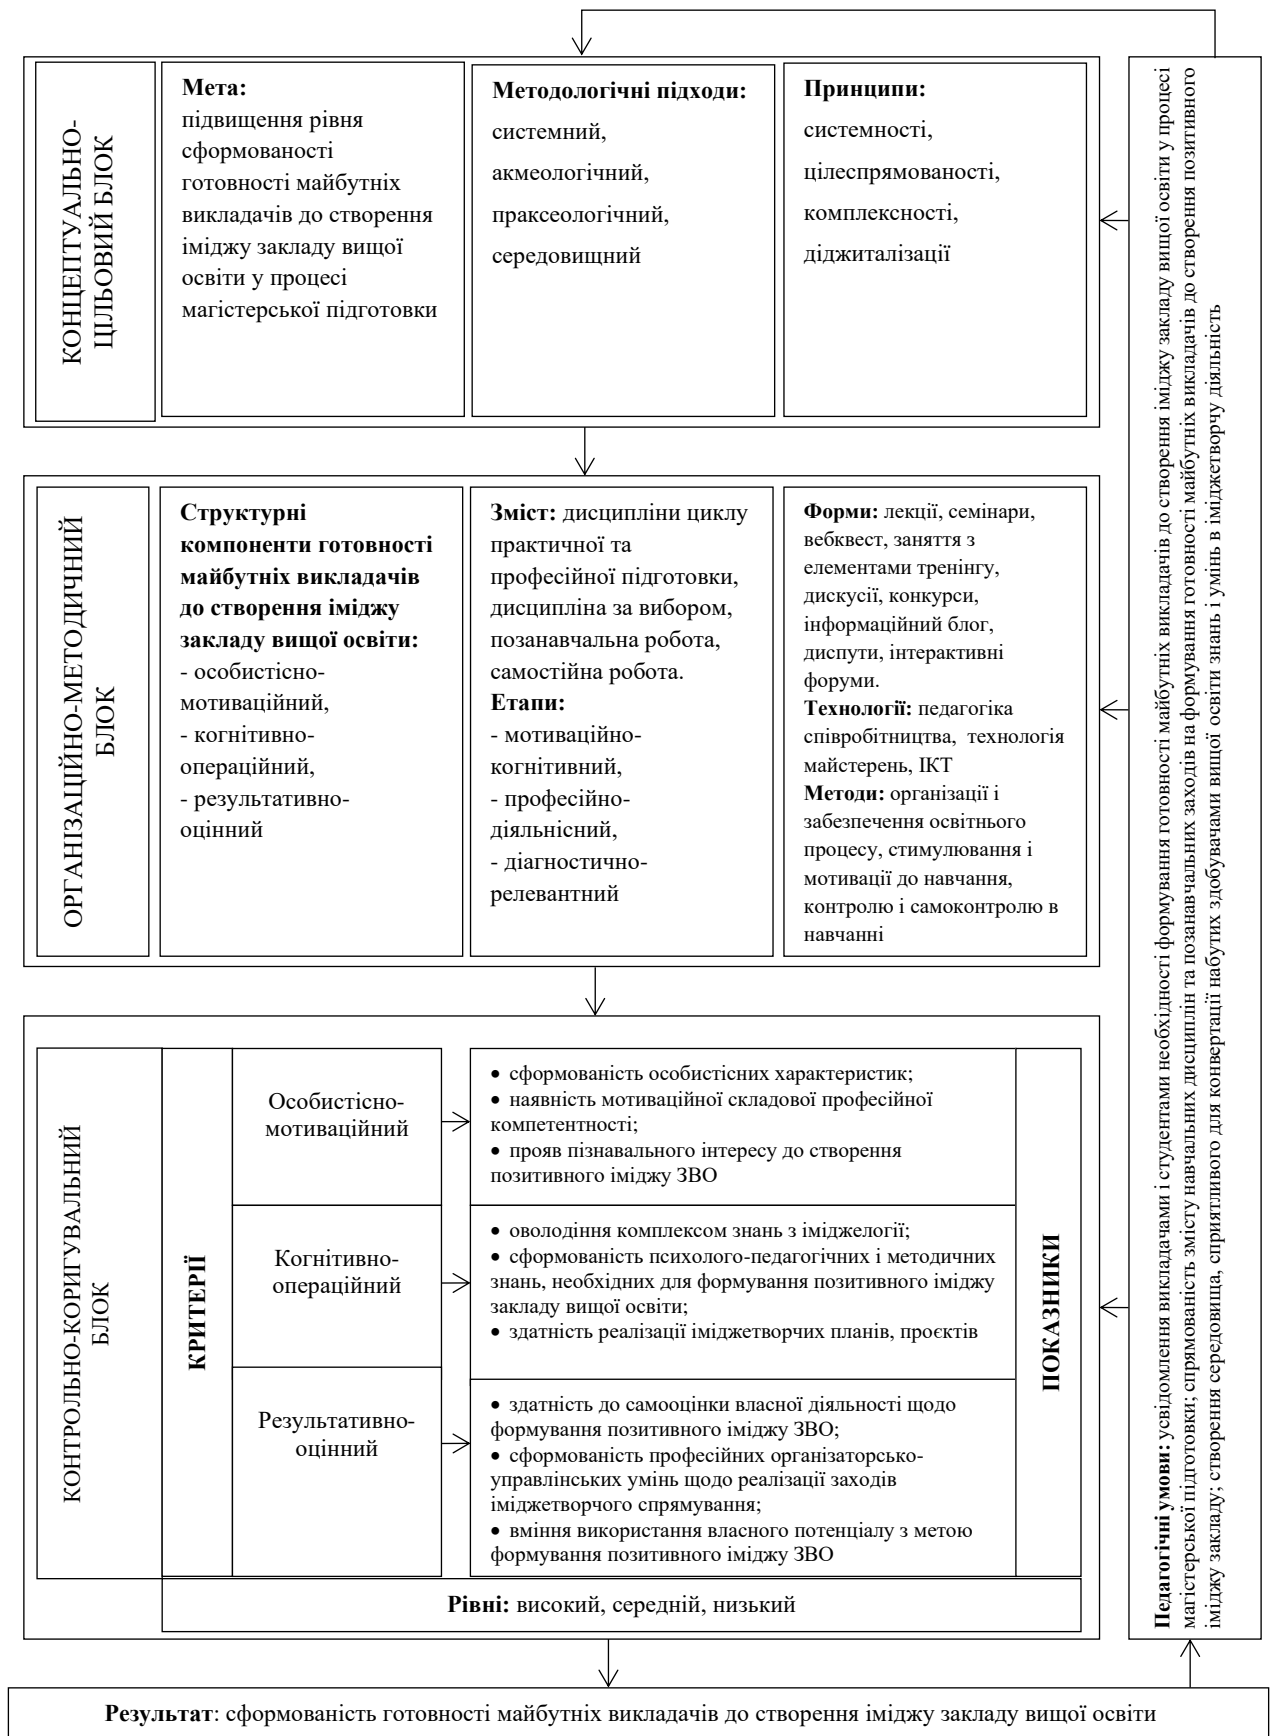 КОНЦЕПТУАЛЬНО-
ЦІЛЬОВИЙ БЛОК
Мета:
підвищення рівня
сформованості
готовності майбутніх
викладачів до створення
іміджу закладу вищої
освіти у процесі
магістерської підготовки
Методологічні підходи:
системний,
акмеологічний,
праксеологічний,
середовищний
Принципи:
системності,
цілеспрямованості,
комплексності,
діджиталізації
ОРГАНІЗАЦІЙНО-МЕТОДИЧНИЙ
БЛОК
Структурні
компоненти готовності
майбутніх викладачів
до створення іміджу
закладу вищої освіти:
- особистісно-
мотиваційний,
- когнітивно-
операційний,
- результативно-
оцінний
Зміст: дисципліни циклу
практичної та
професійної підготовки,
дисципліна за вибором,
позанавчальна робота,
самостійна робота.
Етапи:
- мотиваційно-
когнітивний,
- професійно-
діяльнісний,
- діагностично-
релевантний
Форми: лекції, семінари,
вебквест, заняття з
елементами тренінгу,
дискусії, конкурси,
інформаційний блог,
диспути, інтерактивні
форуми.
Технології: педагогіка
співробітництва, технологія
майстерень, ІКТ
Методи: організації і
забезпечення освітнього
процесу, стимулювання і
мотивації до навчання,
контролю і самоконтролю в
навчанні
КОНТРОЛЬНО-КОРИГУВАЛЬНИЙ
БЛОК
КРИТЕРІЇ
Особистісно-
мотиваційний
• сформованість особистісних характеристик;
• наявність мотиваційної складової професійної
компетентності;
• прояв пізнавального інтересу до створення
позитивного іміджу ЗВО
Когнітивно-
операційний
• оволодіння комплексом знань з іміджелогії;
• сформованість психолого-педагогічних і методичних
знань, необхідних для формування позитивного іміджу
закладу вищої освіти;
• здатність реалізації іміджетворчих планів, проєктів
Результативно-
оцінний
• здатність до самооцінки власної діяльності щодо
формування позитивного іміджу ЗВО;
• сформованість професійних організаторсько-
управлінських умінь щодо реалізації заходів
іміджетворчого спрямування;
• вміння використання власного потенціалу з метою
формування позитивного іміджу ЗВО
ПОКАЗНИКИ
Рівні: високий, середній, низький
Педагогічні умови: усвідомлення викладачами і студентами необхідності формування готовності майбутніх викладачів до створення іміджу закладу вищої освіти у процесі
магістерської підготовки; спрямованість змісту навчальних дисциплін та позанавчальних заходів на формування готовності майбутніх викладачів до створення позитивного
іміджу закладу; створення середовища, сприятливого для конвертації набутих здобувачами вищої освіти знань і умінь в іміджетворчу діяльність
Результат: сформованість готовності майбутніх викладачів до створення іміджу закладу вищої освіти